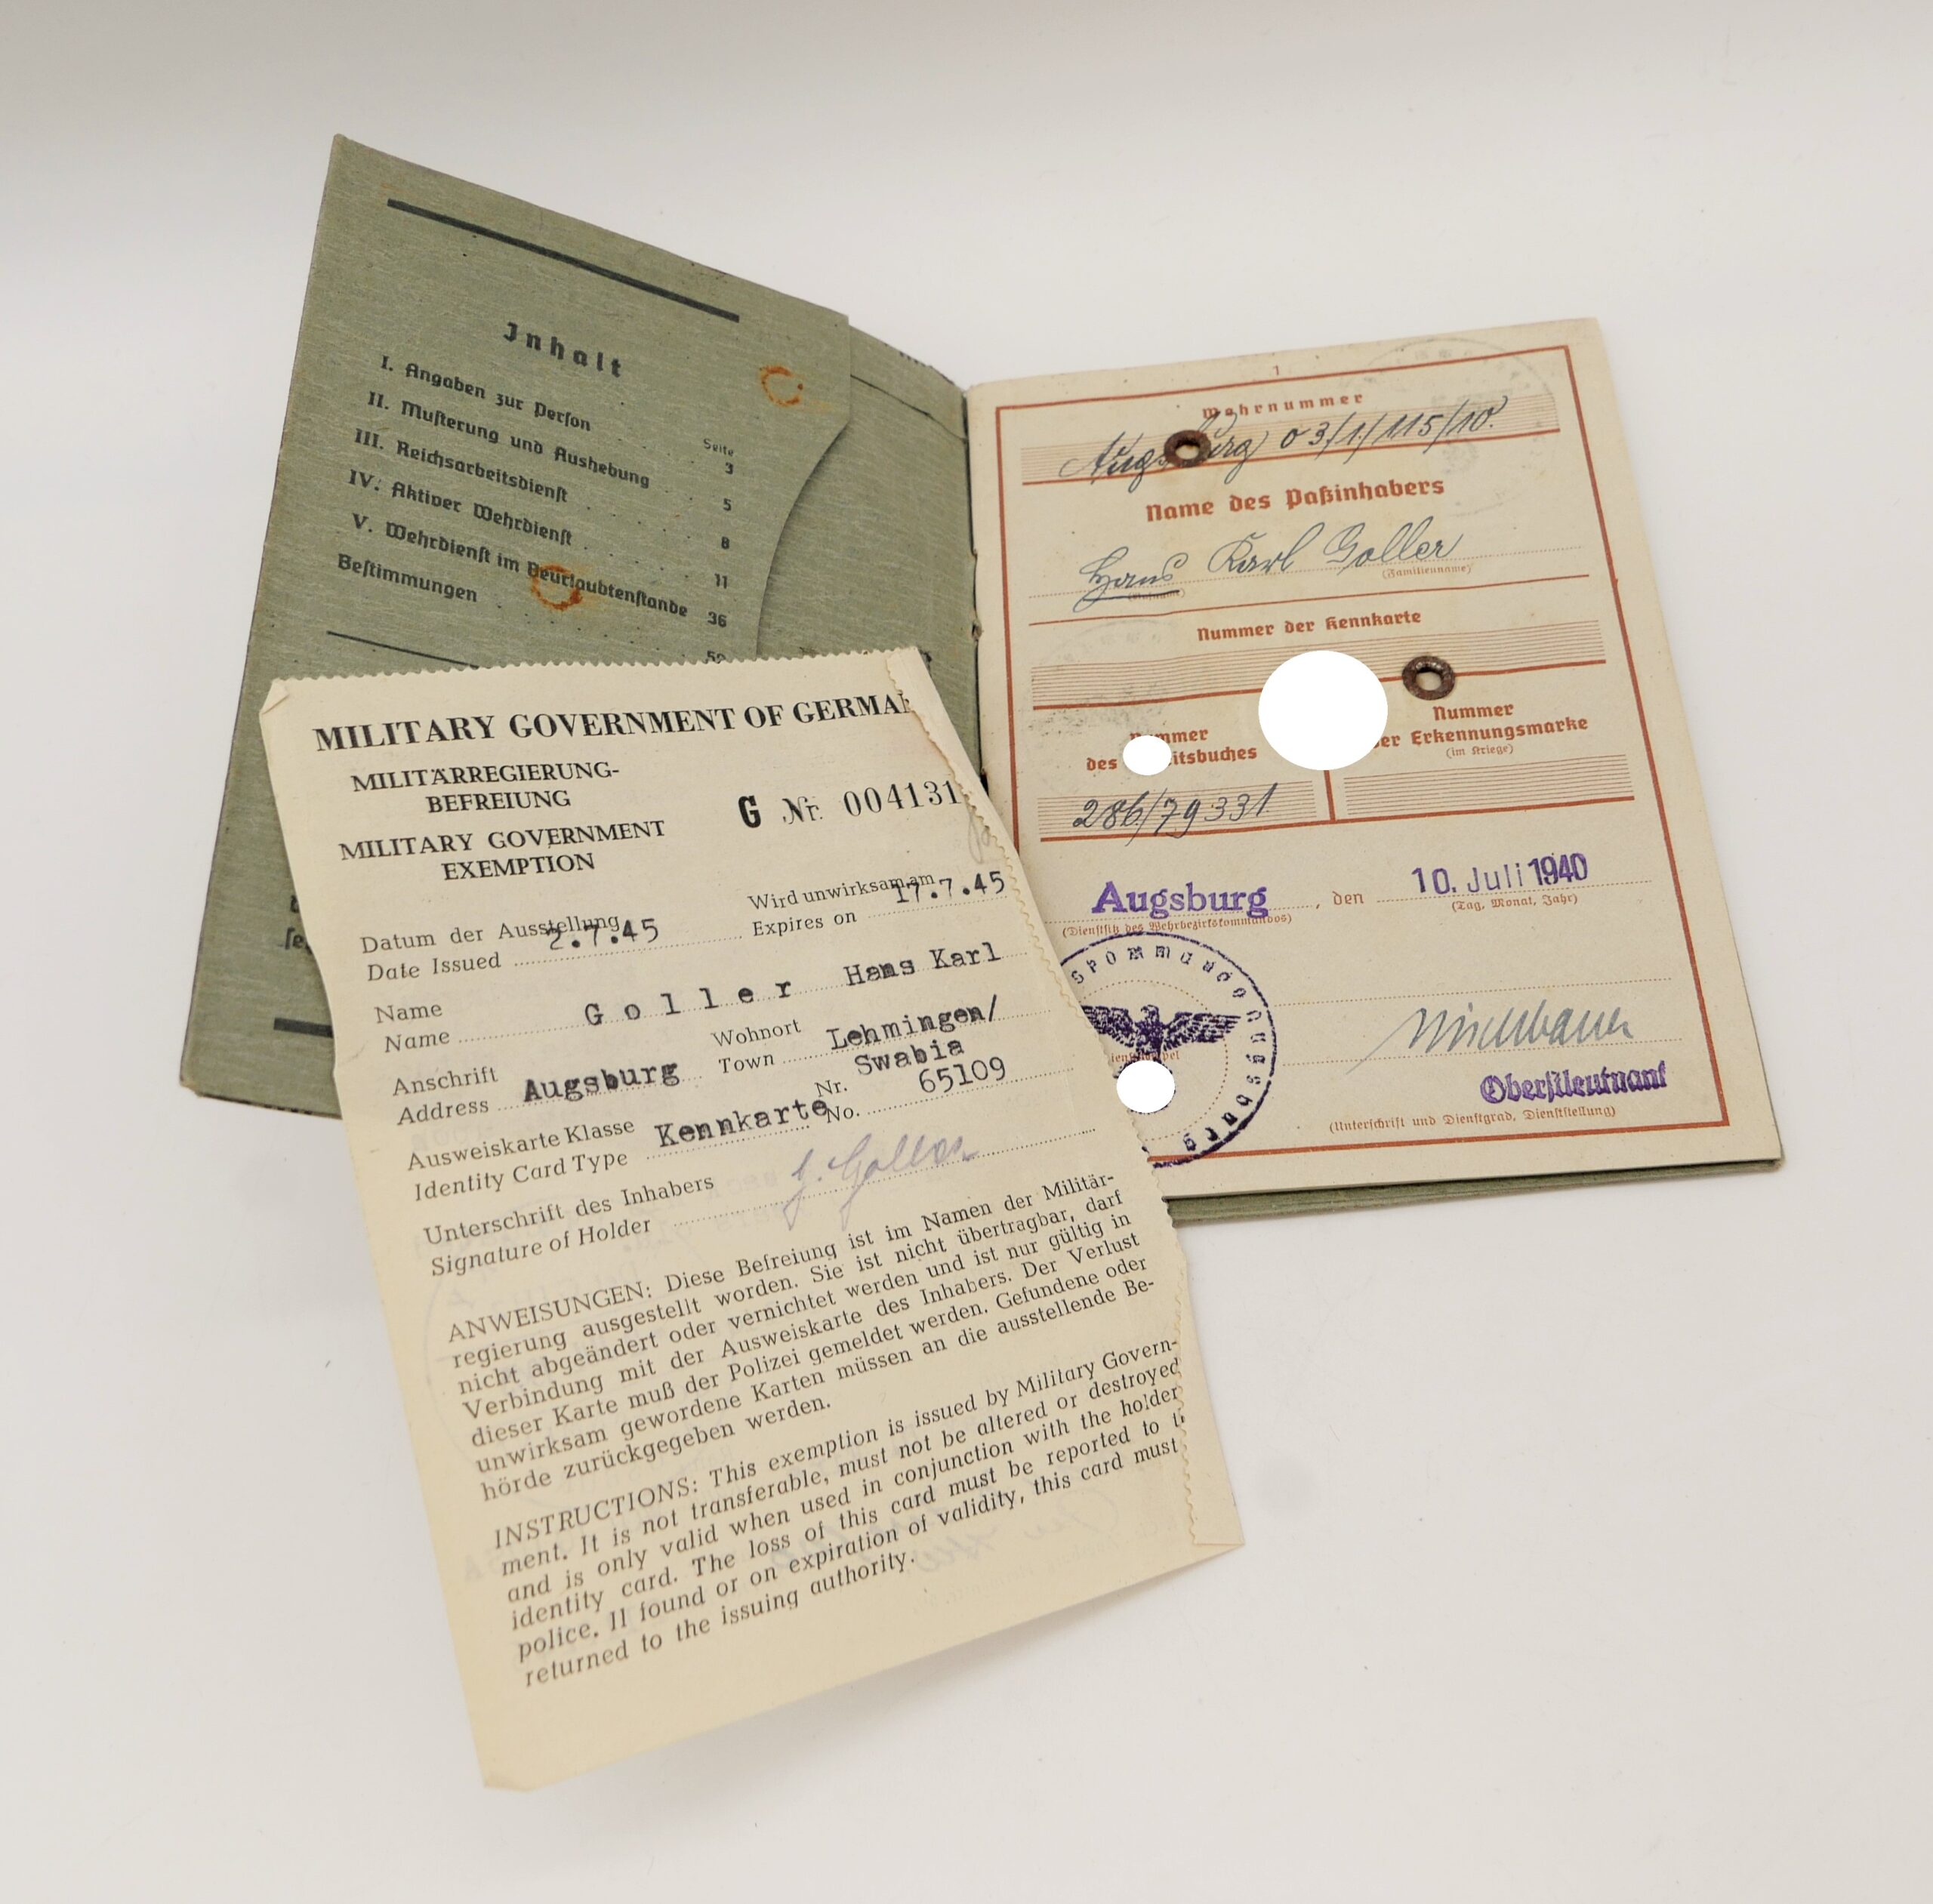 Inhalt
Seite
I. Angaben zur Person . . . 3
II. Musterung und Aushebung . . 5
III. Reichsarbeitsdienst . . . . 8
IV. Aktiver Wehrdienst . . . . 11
V. Wehrdienst im Beurlaubtenstande 36
Bestimmungen . . . .
MILITARY GOVERNMENT OF GERMA
MILITÄRREGIERUNG-
BEFREIUNG
MILITARY GOVERNMENT
EXEMPTION
G Nr. 004131
Datum der Ausstellung
Date Issued 2.7.45
Wird unwirksam am
Expires on 17.7.45
Name
Name G o l l e r Hans Karl
Anschrift
Address Augsburg
Wohnort
Town Lehmingen/
Swabia
Ausweiskarte Klasse
Identity Card Type Kennkarte
Nr.
No. 65109
Unterschrift des Inhabers
Signature of Holder Goller
ANWEISUNGEN: Diese Befreiung ist im Namen der Militär-
regierung ausgestellt worden. Sie ist nicht übertragbar, darf
nicht abgeändert oder vernichtet werden und ist nur gültig in
Verbindung mit der Ausweiskarte des Inhabers. Der Verlust
dieser Karte muß der Polizei gemeldet werden. Gefundene oder
unwirksam gewordene Karten müssen an die ausstellende Be-
hörde zurückgegeben werden.
INSTRUCTIONS: This exemption is issued by Military Govern-
ment. It is not transferable, must not be altered or destroyed
and is only valid when used in conjunction with the holder
identity card. The loss of this card must be reported to t
police. If found or on expiration of validity, this card must
returned to the issuing authority.
1
Wehrnummer
Augsburg 03/1/115/10.
Name des Paßinhabers
Hans Karl Goller
(Familienname)
Nummer der Kennkarte
Nummer
des itsbuches
286/79331
Nummer
der Erkennungsmarke
(im Kriege)
Augsburg, den 10. Juli 1940
(Dienstsitz des Wehrbezirkskommandos)
(Tag, Monat, Jahr)
spommando Augsburg
Oberstleutnant
(Unterschrift und Dienstgrad, Dienststellung)